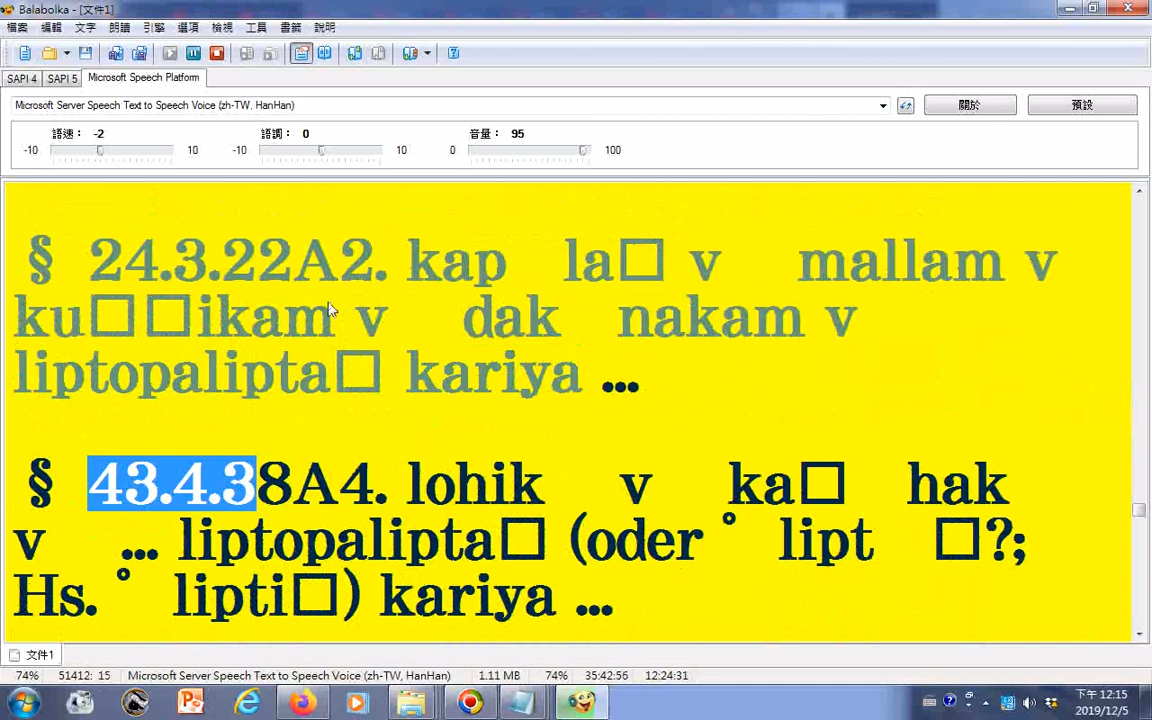 Balabolka - [文件1]
檔案 編輯 文字 朗讀 引擎 選項 檢視 工具 書籤 說明
SAPI 4 SAPI 5 Microsoft Speech Platform
Microsoft Server Speech Text to Speech Voice (zh-TW, HanHan) 關於 預設
語速： -2 語調： 0 音量： 95
-10 10 -10 10 0 100
§ 24.3.22A2. kap la□ v mallam v
ku□□ikam v dak nakam v
liptopalipta□ kariya ...
§ 43.4.38A4. lohik v ka□ hak
v ... liptopalipta□ (oder ° lipt □?;
Hs. ° lipti□) kariya ...
文件1
74% 51412: 15 Microsoft Server Speech Text to Speech Voice (zh-TW, HanHan) 1.11 MB 74% 35:42:56 12:24:31
下午 12:15
2019/12/5